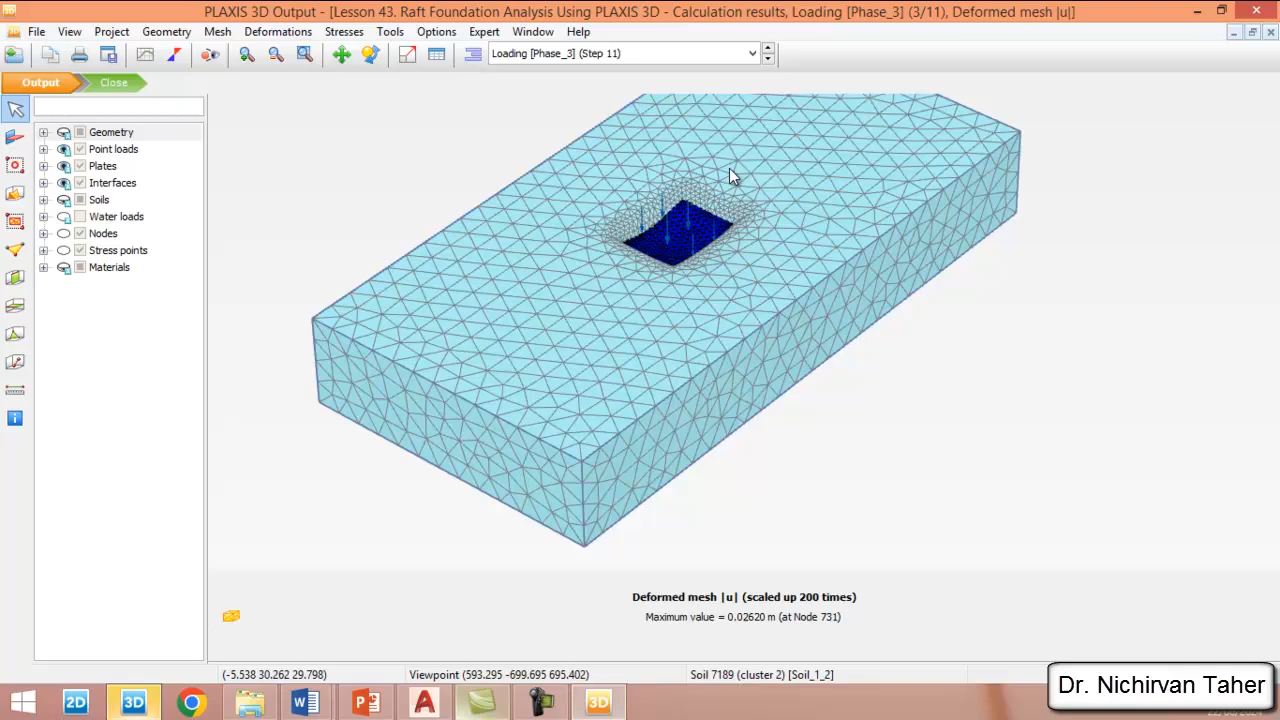 PLAXIS 3D Output - [Lesson 43. Raft Foundation Analysis Using PLAXIS 3D - Calculation results, Loading [Phase_3] (3/11), Deformed mesh |u|]
File View Project Geometry Mesh Deformations Stresses Tools Options Expert Window Help
Loading [Phase_3] (Step 11)
Output Close
Geometry
Point loads
Plates
Interfaces
Soils
Water loads
Nodes
Stress points
Materials
Deformed mesh |u| (scaled up 200 times)
Maximum value = 0.02620 m (at Node 731)
(-5.538 30.262 29.798) Viewpoint (593.295 -699.695 695.402) Soil 7189 (cluster 2) [Soil_1_2]
Dr. Nichirvan Taher
2D 3D W P A 3D